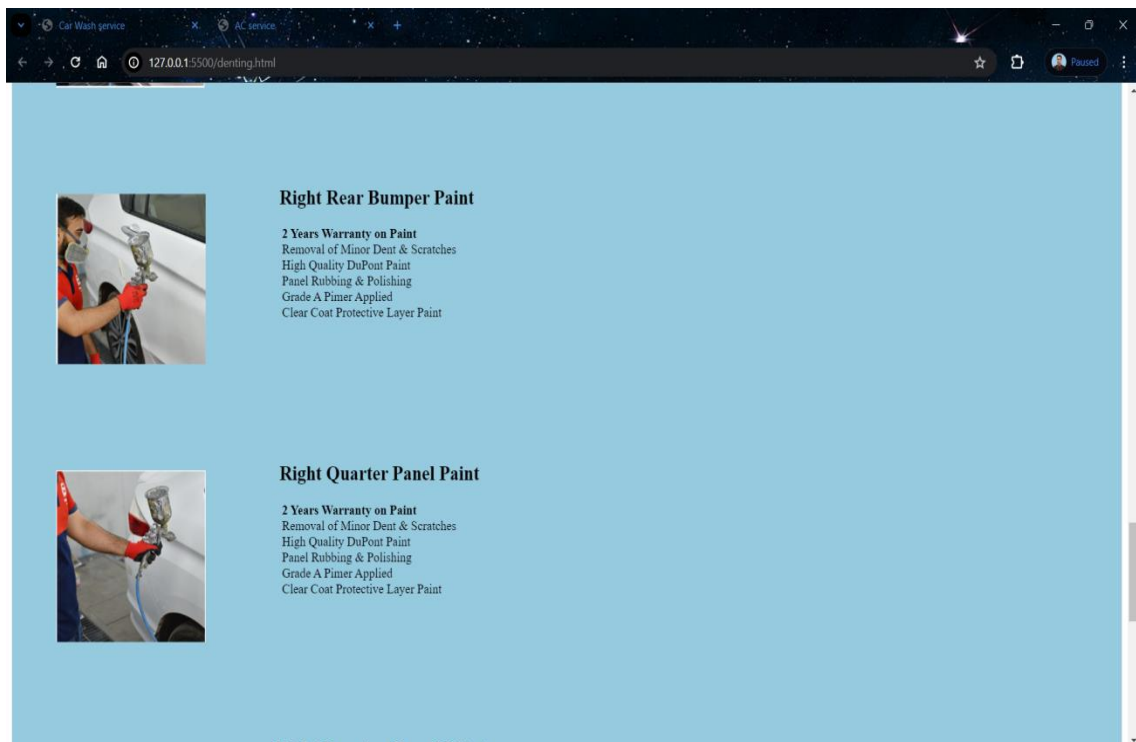 Car Wash service
AC service
127.0.0.1:5500/denting.html
Paused
Right Rear Bumper Paint
2 Years Warranty on Paint
Removal of Minor Dent & Scratches
High Quality DuPont Paint
Panel Rubbing & Polishing
Grade A Pimer Applied
Clear Coat Protective Layer Paint
Right Quarter Panel Paint
2 Years Warranty on Paint
Removal of Minor Dent & Scratches
High Quality DuPont Paint
Panel Rubbing & Polishing
Grade A Pimer Applied
Clear Coat Protective Layer Paint